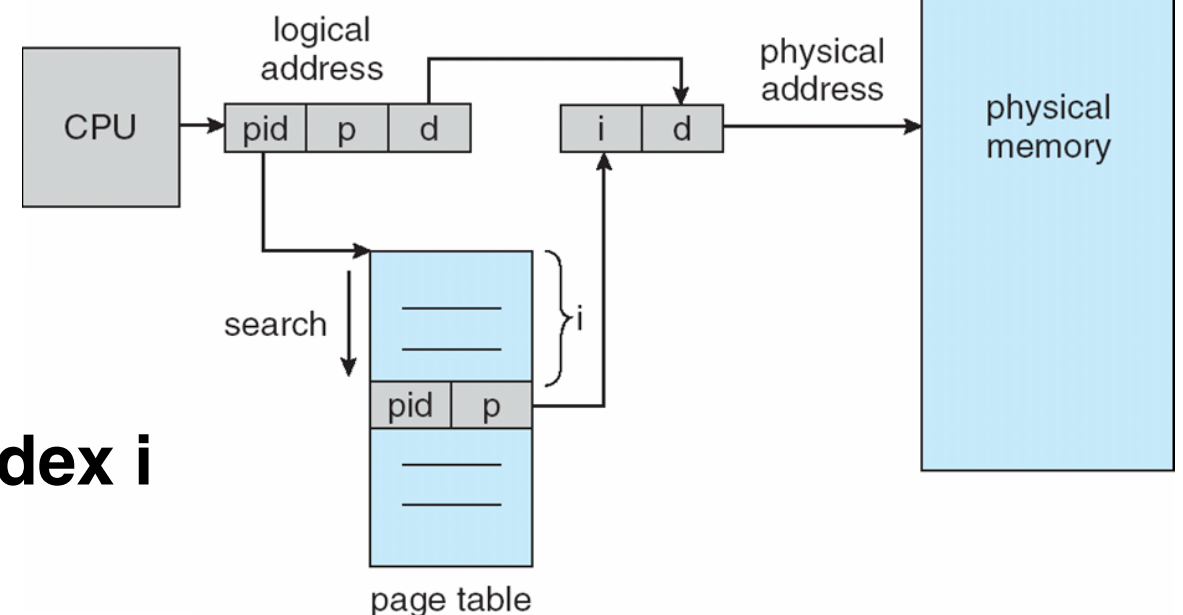 logical
address
physical
address
CPU
pid p d
i d
physical
memory
search
i
pid p
dex i
page table